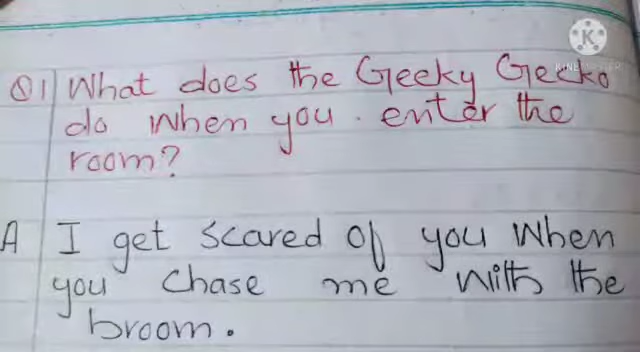 Q1 What does the Geeky Gecko
do when you. enter the
room?
A I get scared of you when
you chase me with the
broom.